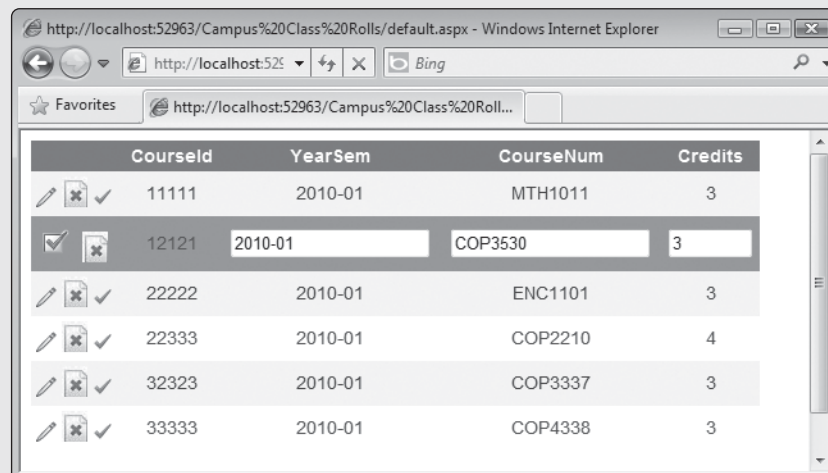 http://localhost:52963/Campus%20Class%20Rolls/default.aspx - Windows Internet Explorer
http://localhost:529 Bing
Favorites http://localhost:52963/Campus%20Class%20Roll...
CourseId YearSem CourseNum Credits
11111 2010-01 MTH1011 3
12121 2010-01 COP3530 3
22222 2010-01 ENC1101 3
22333 2010-01 COP2210 4
32323 2010-01 COP3337 3
33333 2010-01 COP4338 3